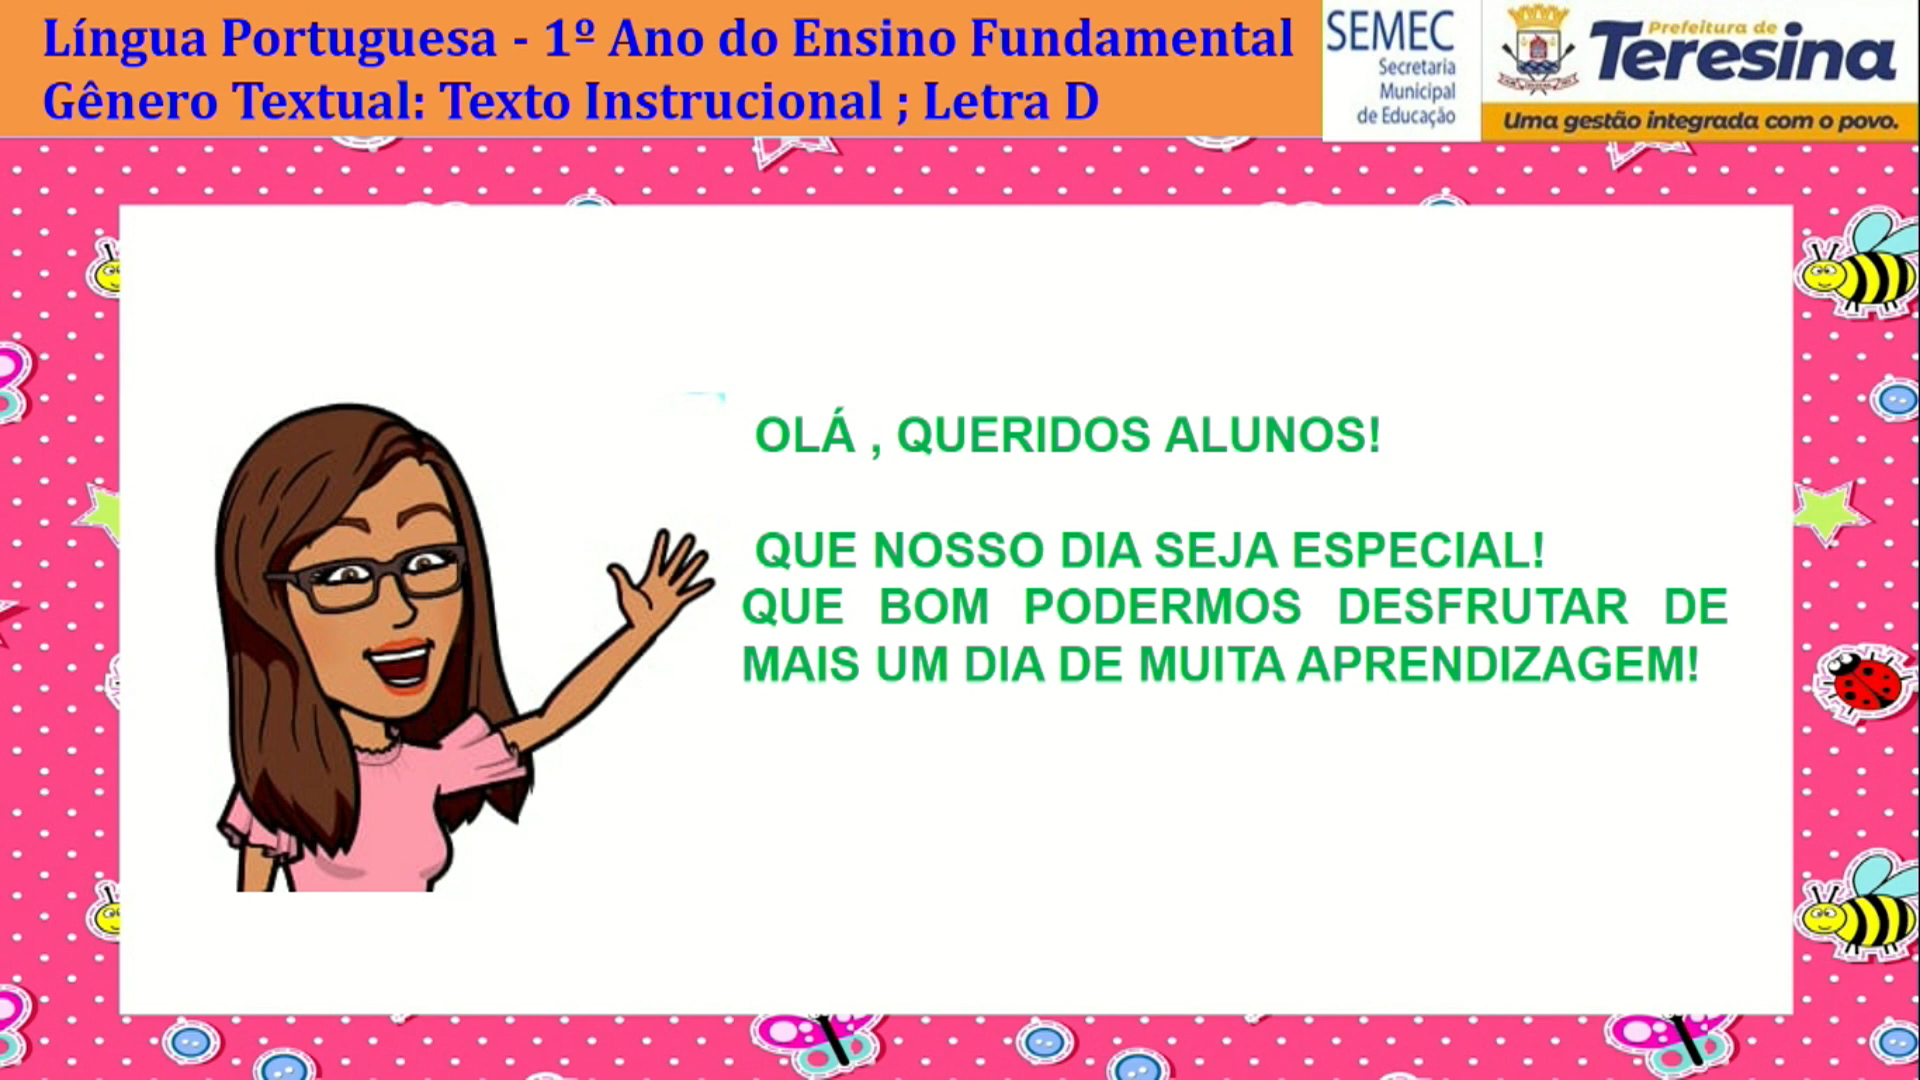 Língua Portuguesa - 1º Ano do Ensino Fundamental
Gênero Textual: Texto Instrucional ; Letra D
SEMEC
Secretaria
Municipal
de Educação
Prefeitura de
Teresina
Uma gestão integrada com o povo.
OLÁ , QUERIDOS ALUNOS!
QUE NOSSO DIA SEJA ESPECIAL!
QUE BOM PODERMOS DESFRUTAR DE
MAIS UM DIA DE MUITA APRENDIZAGEM!